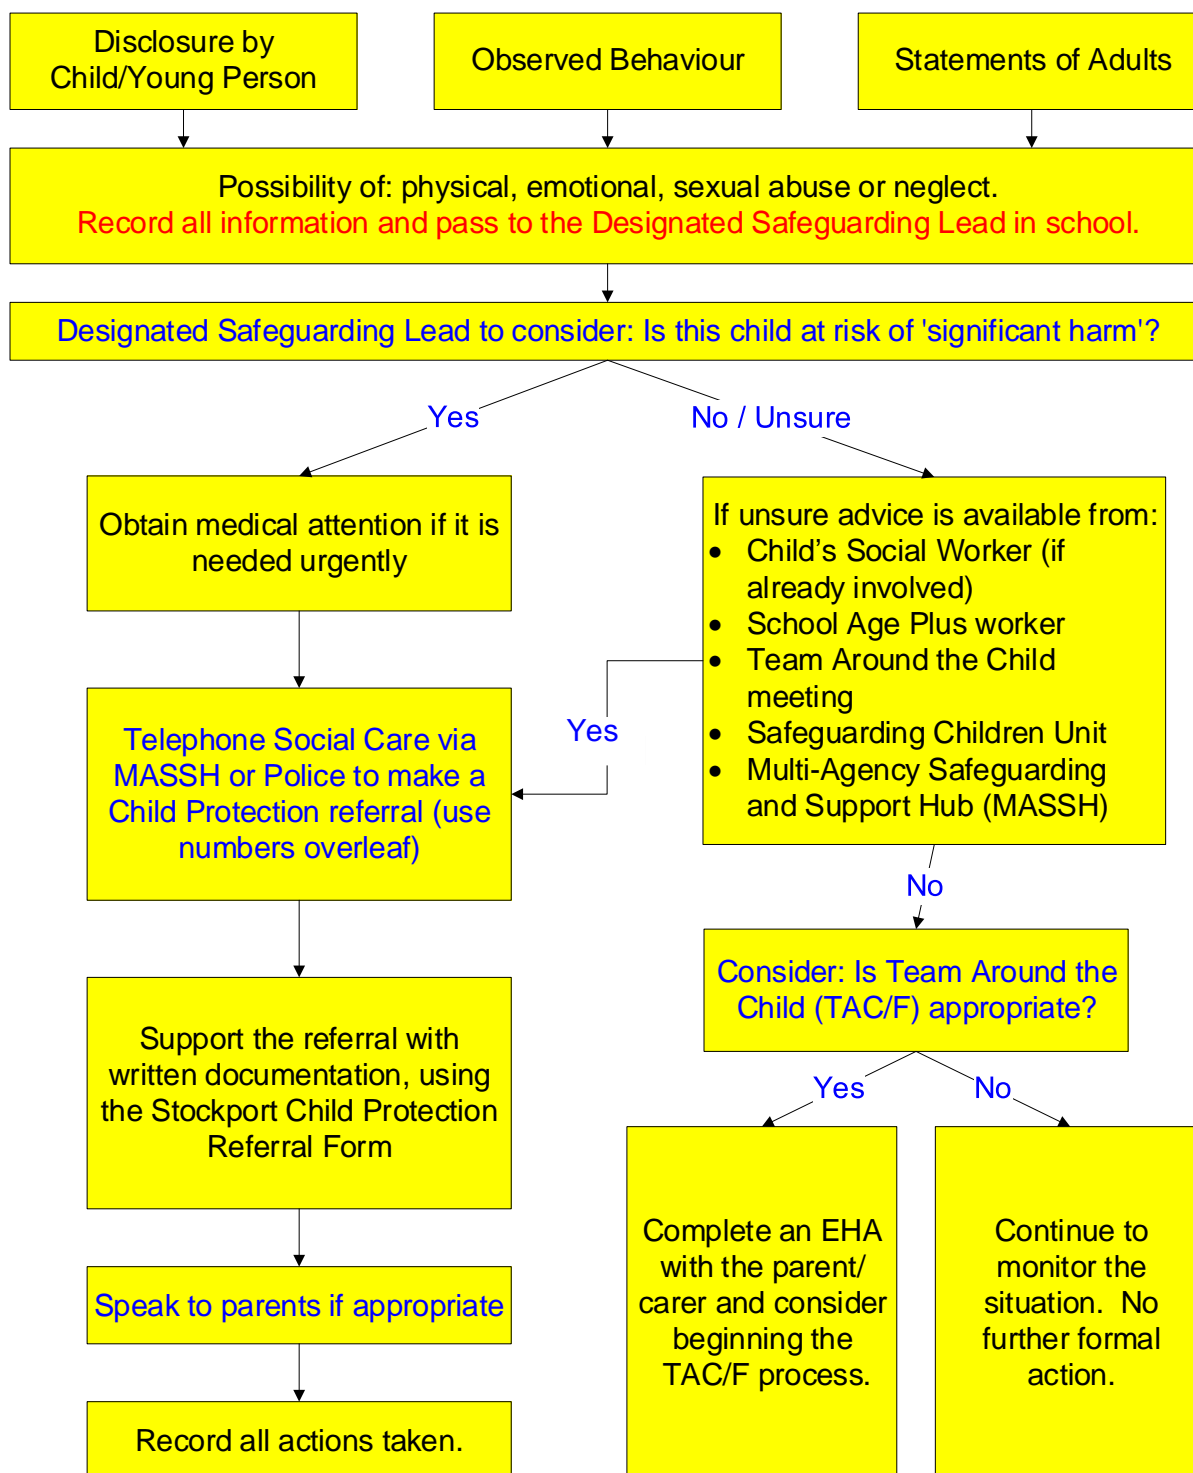 Disclosure by
Child/Young Person
Observed Behaviour
Statements of Adults
Possibility of: physical, emotional, sexual abuse or neglect.
Record all information and pass to the Designated Safeguarding Lead in school.
Designated Safeguarding Lead to consider: Is this child at risk of 'significant harm'?
Yes
No / Unsure
Obtain medical attention if it is
needed urgently
If unsure advice is available from:
• Child’s Social Worker (if
already involved)
• School Age Plus worker
• Team Around the Child
meeting
• Safeguarding Children Unit
• Multi-Agency Safeguarding
and Support Hub (MASSH)
Yes
Telephone Social Care via
MASSH or Police to make a
Child Protection referral (use
numbers overleaf)
No
Consider: Is Team Around the
Child (TAC/F) appropriate?
Support the referral with
written documentation, using
the Stockport Child Protection
Referral Form
Yes
No
Complete an EHA
with the parent/
carer and consider
beginning the
TAC/F process.
Continue to
monitor the
situation.  No
further formal
action.
Speak to parents if appropriate
Record all actions taken.